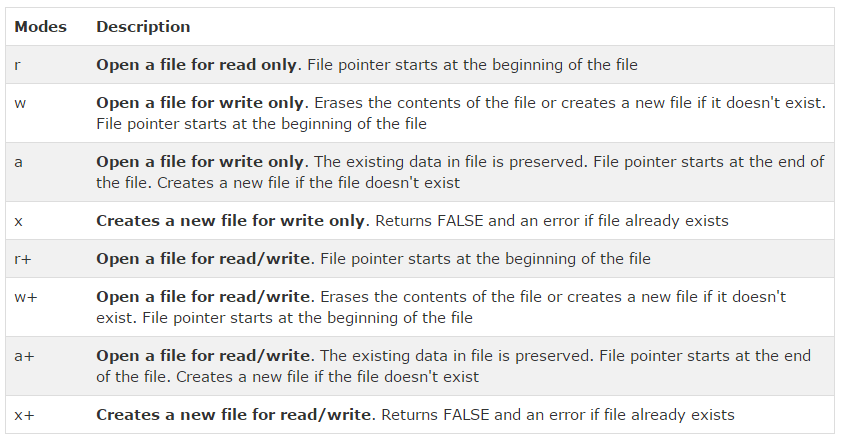 Modes Description
r Open a file for read only. File pointer starts at the beginning of the file
w Open a file for write only. Erases the contents of the file or creates a new file if it doesn't exist.
File pointer starts at the beginning of the file
a Open a file for write only. The existing data in file is preserved. File pointer starts at the end of
the file. Creates a new file if the file doesn't exist
x Creates a new file for write only. Returns FALSE and an error if file already exists
r+ Open a file for read/write. File pointer starts at the beginning of the file
w+ Open a file for read/write. Erases the contents of the file or creates a new file if it doesn't
exist. File pointer starts at the beginning of the file
a+ Open a file for read/write. The existing data in file is preserved. File pointer starts at the end
of the file. Creates a new file if the file doesn't exist
x+ Creates a new file for read/write. Returns FALSE and an error if file already exists